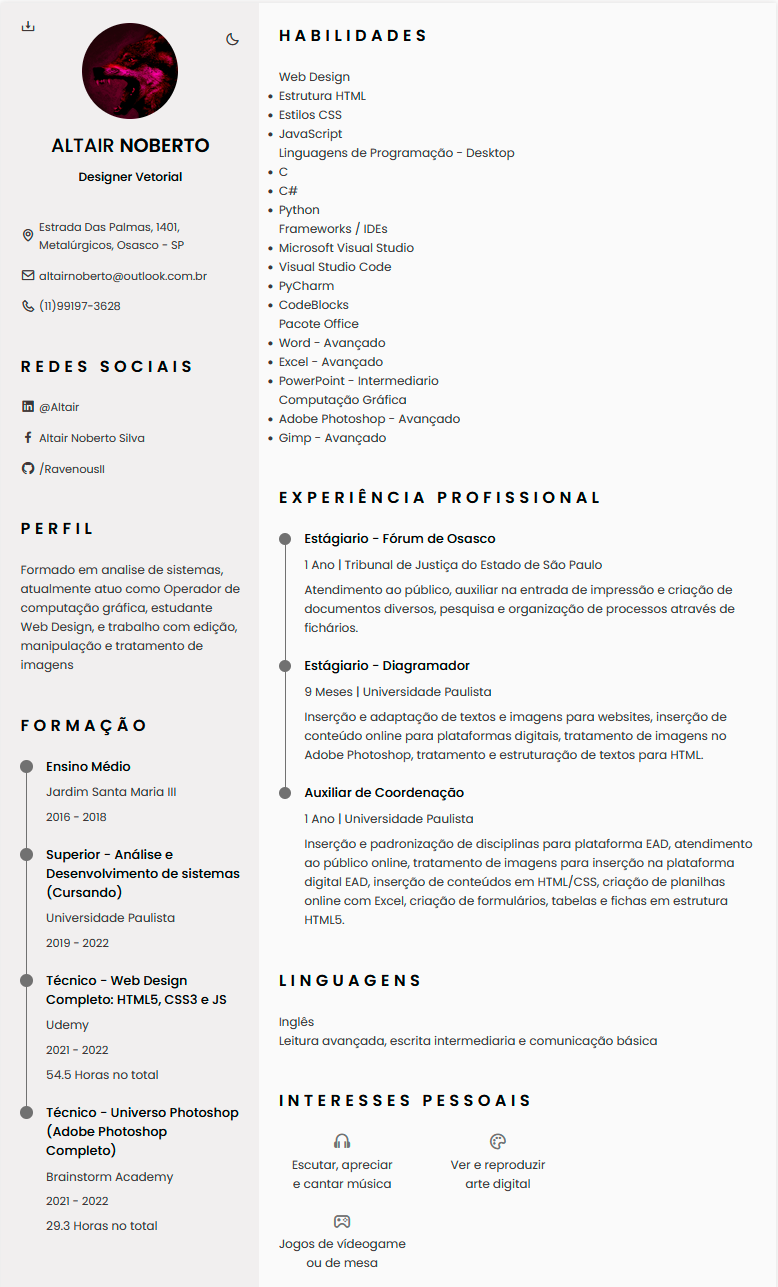 ALTAIR NOBERTO
Designer Vetorial
Estrada Das Palmas, 1401,
Metalúrgicos, Osasco - SP
altairnoberto@outlook.com.br
(11)99197-3628
REDES SOCIAIS
@Altair
Altair Noberto Silva
/RavenousII
PERFIL
Formado em analise de sistemas,
atualmente atuo como Operador de
computação gráfica, estudante
Web Design, e trabalho com edição,
manipulação e tratamento de
imagens
FORMAÇÃO
Ensino Médio
Jardim Santa Maria III
2016 - 2018
Superior - Análise e
Desenvolvimento de sistemas
(Cursando)
Universidade Paulista
2019 - 2022
Técnico - Web Design
Completo: HTML5, CSS3 e JS
Udemy
2021 - 2022
54.5 Horas no total
Técnico - Universo Photoshop
(Adobe Photoshop
Completo)
Brainstorm Academy
2021 - 2022
29.3 Horas no total
HABILIDADES
Web Design
• Estrutura HTML
• Estilos CSS
• JavaScript
Linguagens de Programação - Desktop
• C
• C#
• Python
Frameworks / IDEs
• Microsoft Visual Studio
• Visual Studio Code
• PyCharm
• CodeBlocks
Pacote Office
• Word - Avançado
• Excel - Avançado
• PowerPoint - Intermediario
Computação Gráfica
• Adobe Photoshop - Avançado
• Gimp - Avançado
EXPERIÊNCIA PROFISSIONAL
Estágiario - Fórum de Osasco
1 Ano | Tribunal de Justiça do Estado de São Paulo
Atendimento ao público, auxiliar na entrada de impressão e criação de
documentos diversos, pesquisa e organização de processos através de
fichários.
Estágiario - Diagramador
9 Meses | Universidade Paulista
Inserção e adaptação de textos e imagens para websites, inserção de
conteúdo online para plataformas digitais, tratamento de imagens no
Adobe Photoshop, tratamento e estruturação de textos para HTML.
Auxiliar de Coordenação
1 Ano | Universidade Paulista
Inserção e padronização de disciplinas para plataforma EAD, atendimento
ao público online, tratamento de imagens para inserção na plataforma
digital EAD, inserção de conteúdos em HTML/CSS, criação de planilhas
online com Excel, criação de formulários, tabelas e fichas em estrutura
HTML5.
LINGUAGENS
Inglês
Leitura avançada, escrita intermediaria e comunicação básica
INTERESSES PESSOAIS
Escutar, apreciar
e cantar música
Ver e reproduzir
arte digital
Jogos de videogame
ou de mesa